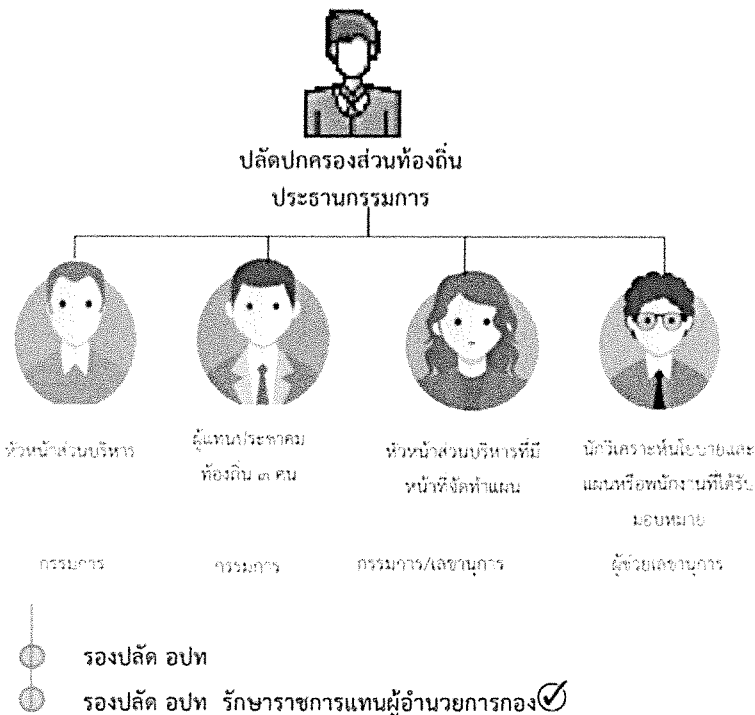 ปลัดปกครองส่วนท้องถิ่น
ประธานกรรมการ
หัวหน้าส่วนบริหาร
ผู้แทนประชาคม
ท้องถิ่น ๓ คน
หัวหน้าส่วนบริหารที่มี
หน้าที่จัดทำแผน
นักวิเคราะห์นโยบายและ
แผนหรือพนักงานที่ได้รับ
มอบหมาย
กรรมการ
กรรมการ
กรรมการ/เลขานุการ
ผู้ช่วยเลขานุการ
รองปลัด อปท
รองปลัด อปท รักษาราชการแทนผู้อำนวยการกอง